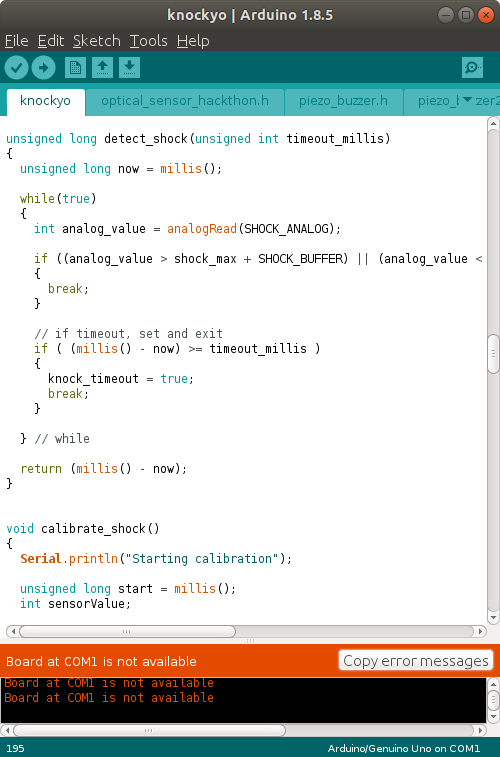 knockyo | Arduino 1.8.5
File Edit Sketch Tools Help
knockyo optical_sensor_hackthon.h piezo_buzzer.h piezo_b zer2
unsigned long detect_shock(unsigned int timeout_millis)
{
  unsigned long now = millis();
  while(true)
  {
    int analog_value = analogRead(SHOCK_ANALOG);
    if ((analog_value > shock_max + SHOCK_BUFFER) || (analog_value <
    {
      break;
    }
    // if timeout, set and exit
    if ( (millis() - now) >= timeout_millis )
    {
      knock_timeout = true;
      break;
    }
  } // while
  return (millis() - now);
}
void calibrate_shock()
{
  Serial.println("Starting calibration");
  unsigned long start = millis();
  int sensorValue;
Board at COM1 is not available
Copy error messages
Board at COM1 is not available
Board at COM1 is not available
195 Arduino/Genuino Uno on COM1